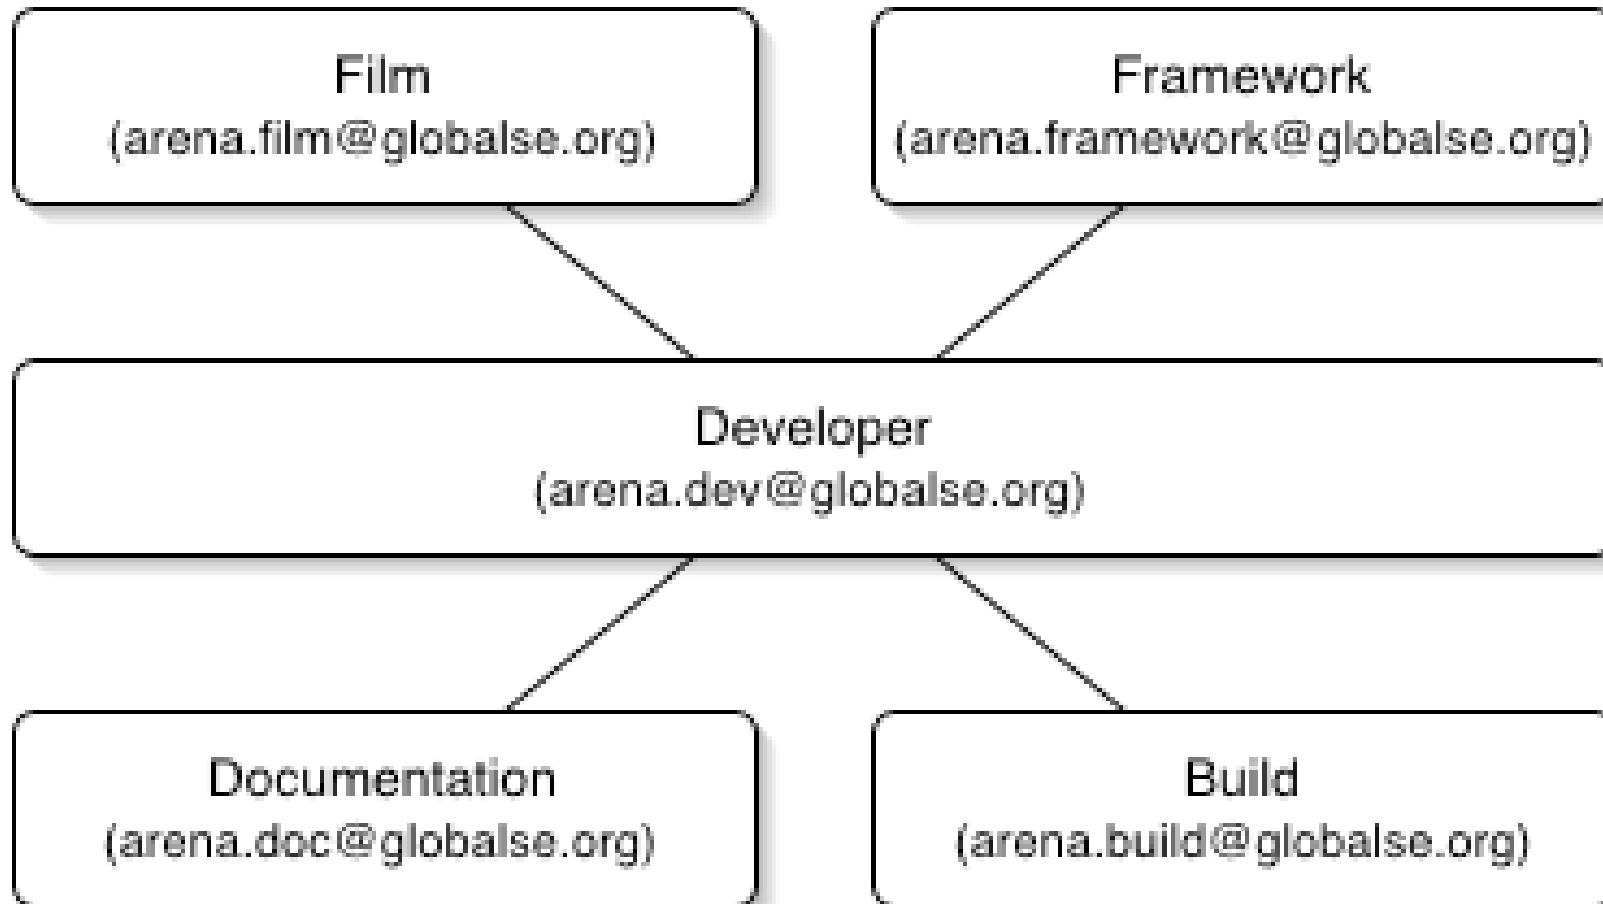 Film
(arena.film@globalse.org)
Framework
(arena.framework@globalse.org)
Developer
(arena.dev@globalse.org)
Documentation
(arena.doc@globalse.org)
Build
(arena.build@globalse.org)